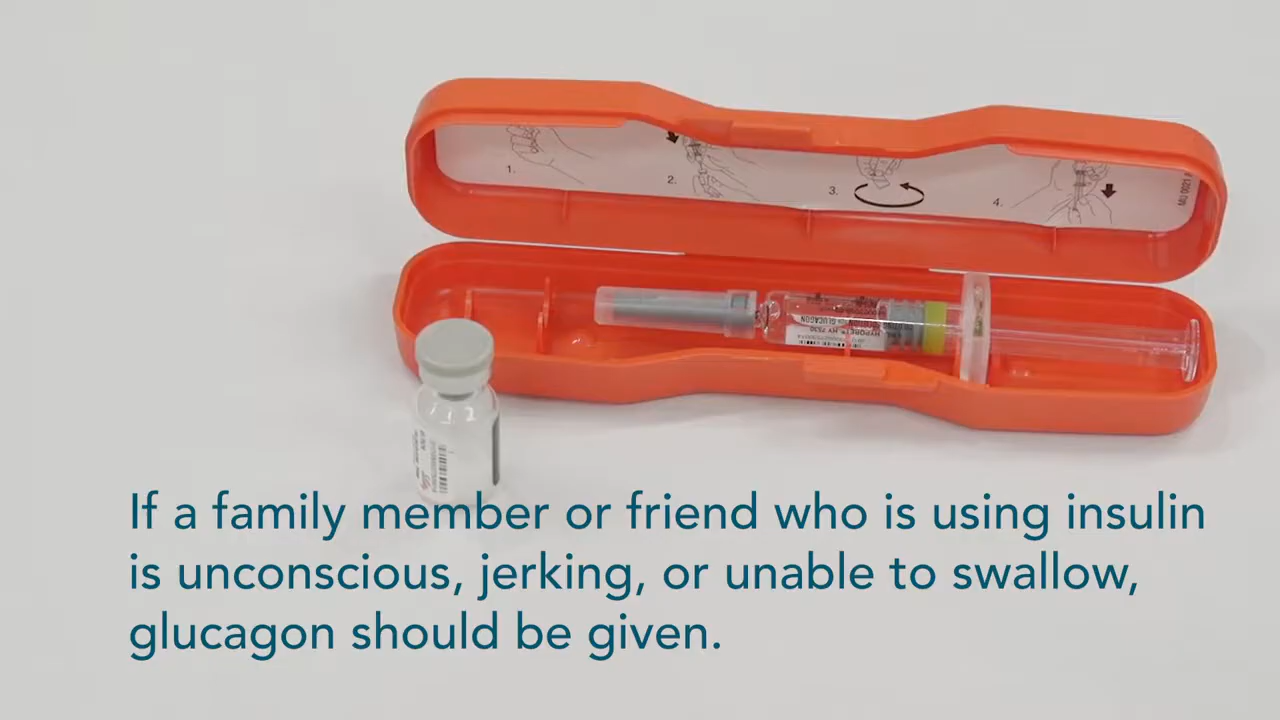 1.
2.
3.
4.
GLUCAGON
If a family member or friend who is using insulin
is unconscious, jerking, or unable to swallow,
glucagon should be given.